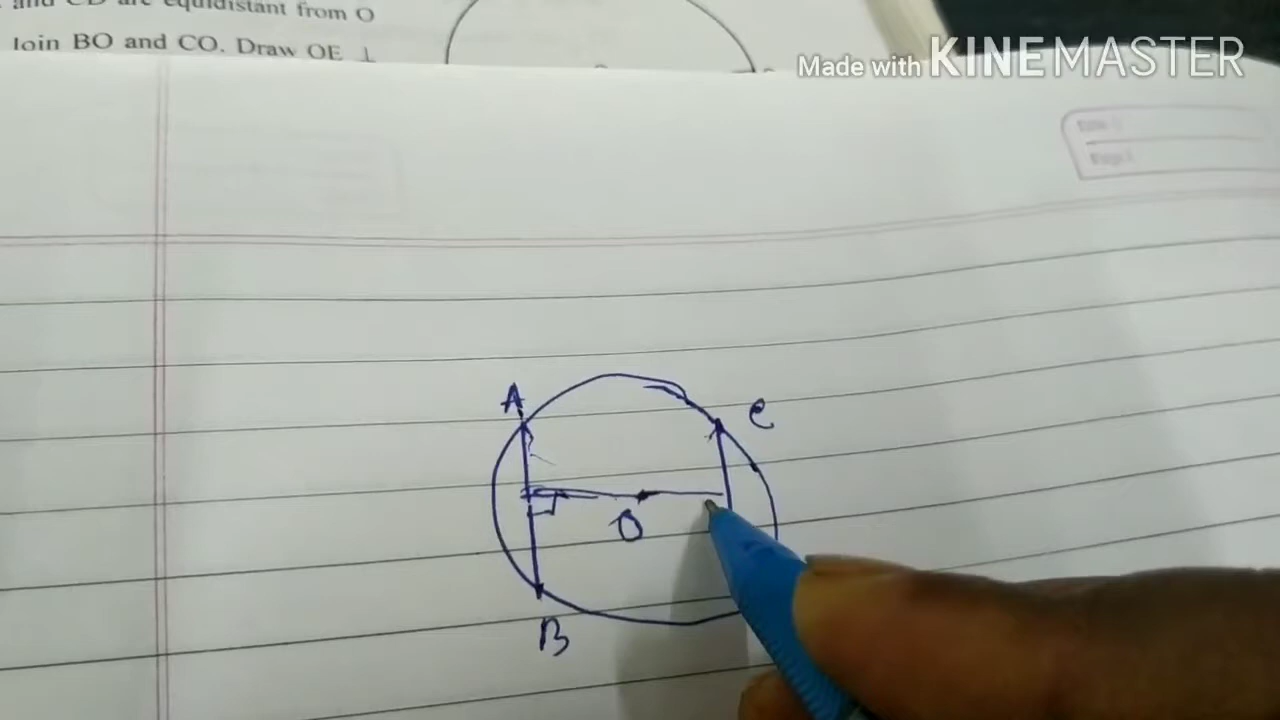 and CD are equidistant from O
Join BO and CO. Draw OE ⊥
Made with KINEMASTER
A
C
O
B